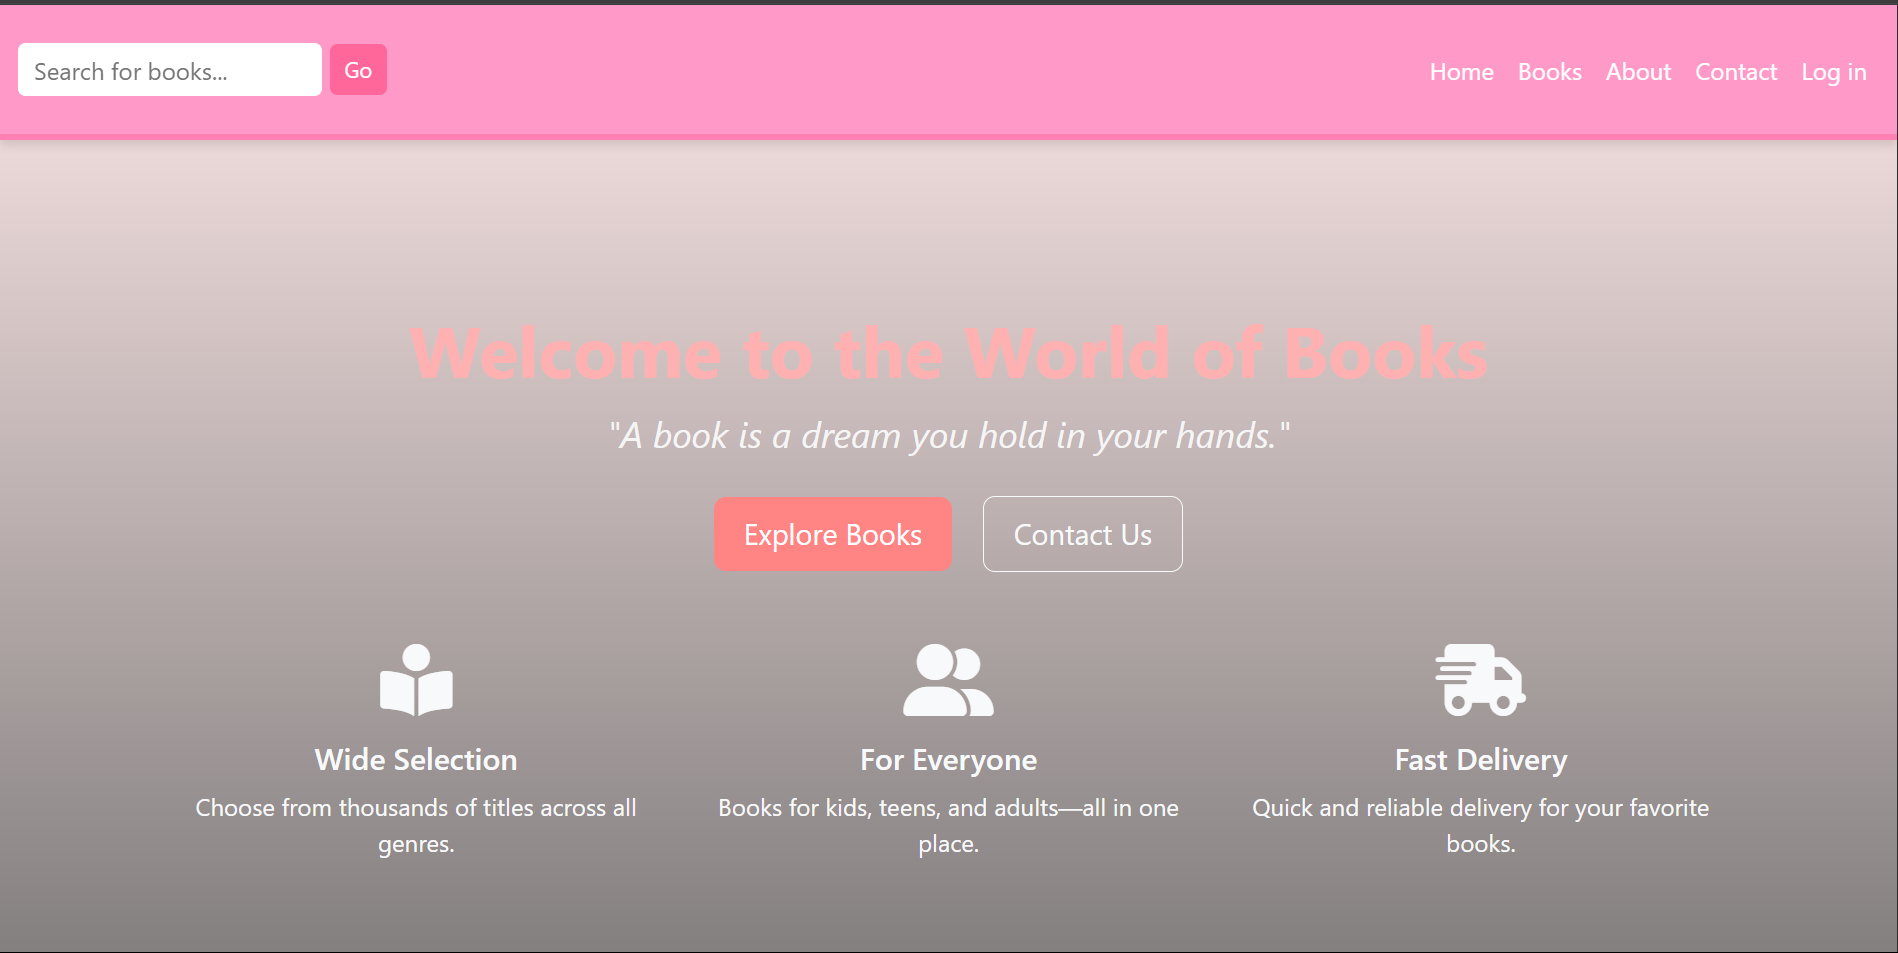 Search for books...
Go
Home
Books
About
Contact
Log in
Welcome to the World of Books
"A book is a dream you hold in your hands."
Explore Books
Contact Us
Wide Selection
Choose from thousands of titles across all
genres.
For Everyone
Books for kids, teens, and adults—all in one
place.
Fast Delivery
Quick and reliable delivery for your favorite
books.